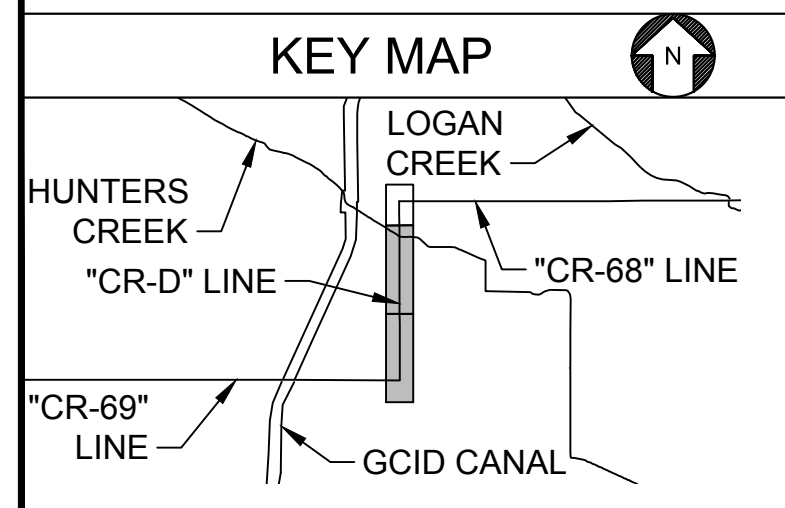 KEY MAP
N
LOGAN
CREEK
HUNTERS
CREEK
"CR-D" LINE
"CR-68" LINE
"CR-69"
LINE
GCID CANAL